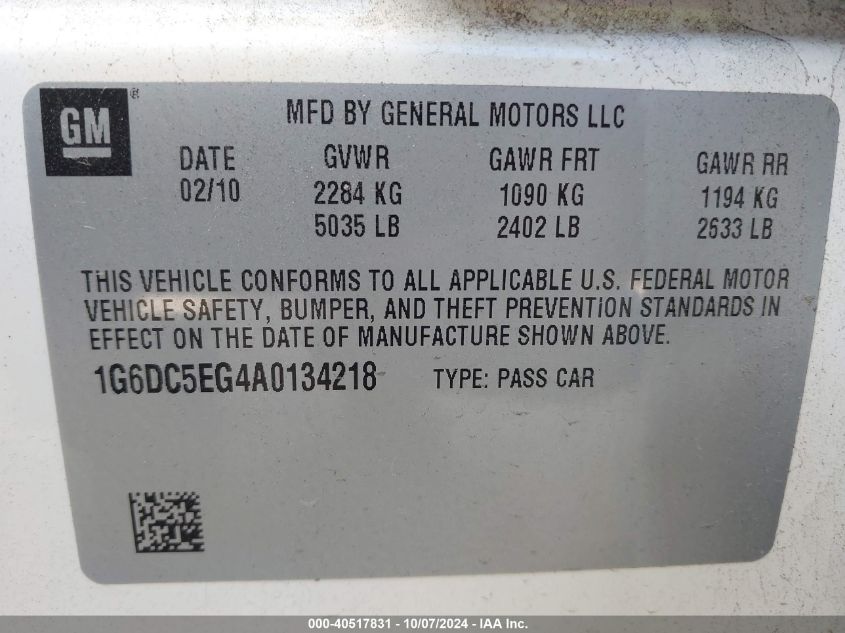 GM®
MFD BY GENERAL MOTORS LLC
DATE GVWR GAWR FRT GAWR RR
02/10 2284 KG 1090 KG 1194 KG
5035 LB 2402 LB 2633 LB
THIS VEHICLE CONFORMS TO ALL APPLICABLE U.S. FEDERAL MOTOR
VEHICLE SAFETY, BUMPER, AND THEFT PREVENTION STANDARDS IN
EFFECT ON THE DATE OF MANUFACTURE SHOWN ABOVE.
1G6DC5EG4A0134218 TYPE: PASS CAR
000-40517831 - 10/07/2024 - IAA Inc.